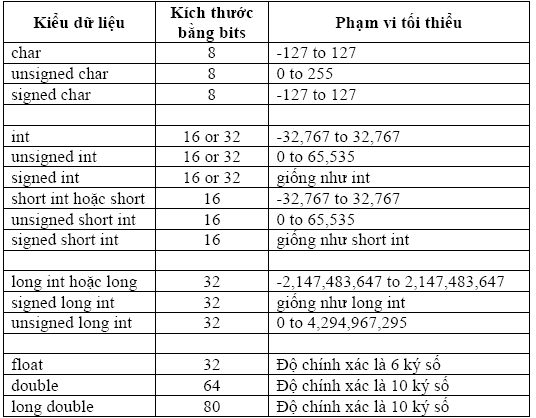 Kiểu dữ liệu Kích thước bằng bits Phạm vi tối thiểu
char 8 -127 to 127
unsigned char 8 0 to 255
signed char 8 -127 to 127
int 16 or 32 -32,767 to 32,767
unsigned int 16 or 32 0 to 65,535
signed int 16 or 32 giống như int
short int hoặc short 16 -32,767 to 32,767
unsigned short int 16 0 to 65,535
signed short int 16 giống như short int
long int hoặc long 32 -2,147,483,647 to 2,147,483,647
signed long int 32 giống như long int
unsigned long int 32 0 to 4,294,967,295
float 32 Độ chính xác là 6 ký số
double 64 Độ chính xác là 10 ký số
long double 80 Độ chính xác là 10 ký số